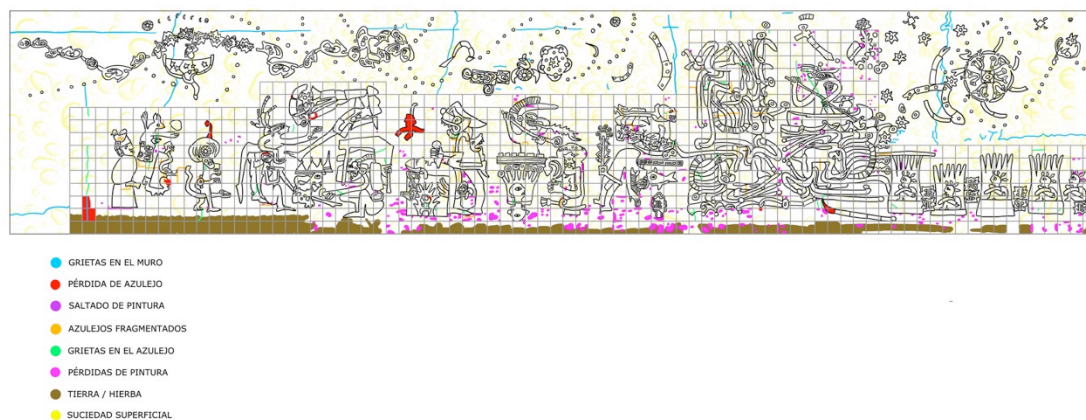 GRIETAS EN EL MURO
PÉRDIDA DE AZULEJO
SALTADO DE PINTURA
AZULEJOS FRAGMENTADOS
GRIETAS EN EL AZULEJO
PÉRDIDAS DE PINTURA
TIERRA / HIERBA
SUCIEDAD SUPERFICIAL